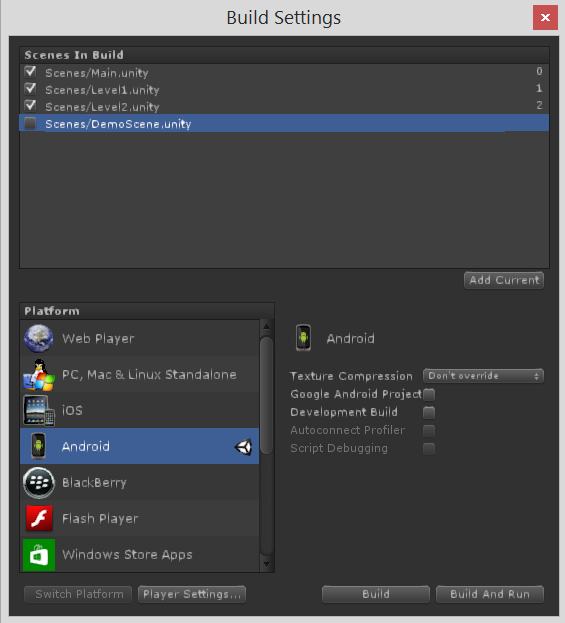 Build Settings
Scenes In Build
Scenes/Main.unity 0
Scenes/Level1.unity 1
Scenes/Level2.unity 2
Scenes/DemoScene.unity
Add Current
Platform
Web Player
PC, Mac & Linux Standalone
iOS
Android
BlackBerry
Flash Player
Windows Store Apps
Android
Texture Compression Don't override
Google Android Project
Development Build
Autoconnect Profiler
Script Debugging
Switch Platform Player Settings... Build Build And Run